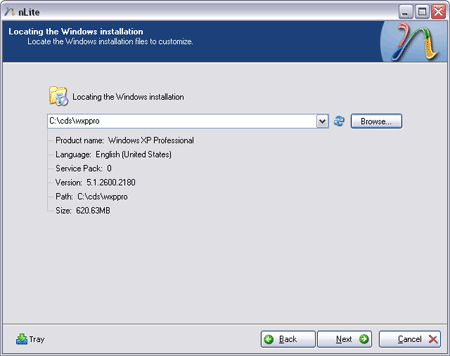 nLite
Locating the Windows installation
Locate the Windows installation files to customize.
Locating the Windows installation
C:\cds\wxppro
Browse...
Product name: Windows XP Professional
Language: English (United States)
Service Pack: 0
Version: 5.1.2600.2180
Path: C:\cds\wxppro
Size: 620.63MB
Tray
Back
Next
Cancel